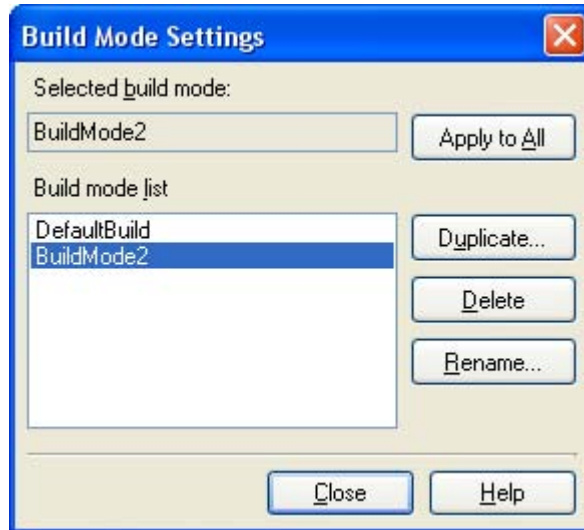 Build Mode Settings
Selected build mode:
BuildMode2
Apply to All
Build mode list
DefaultBuild
BuildMode2
Duplicate...
Delete
Rename...
Close
Help